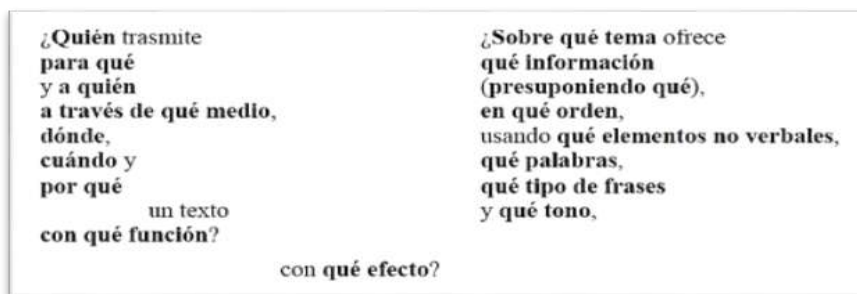 ¿Quién trasmite
para qué
y a quién
a través de qué medio,
dónde,
cuándo y
por qué
un texto
con qué función?
¿Sobre qué tema ofrece
qué información
(presuponiendo qué),
en qué orden,
usando qué elementos no verbales,
qué palabras,
qué tipo de frases
y qué tono,
con qué efecto?